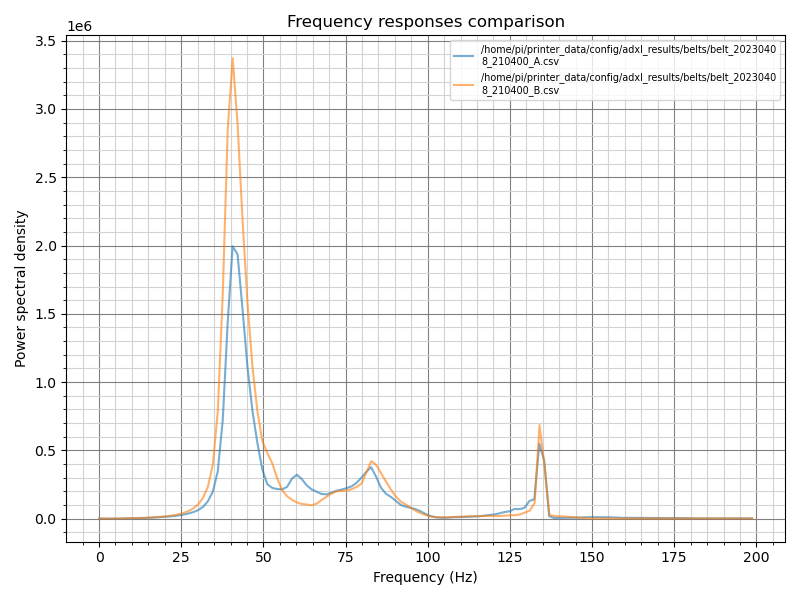 Frequency responses comparison
1e6
/home/pi/printer_data/config/adxl_results/belts/belt_2023040
8_210400_A.csv
/home/pi/printer_data/config/adxl_results/belts/belt_2023040
8_210400_B.csv
3.5
3.0
2.5
2.0
1.5
1.0
0.5
0.0
Power spectral density
0 25 50 75 100 125 150 175 200
Frequency (Hz)